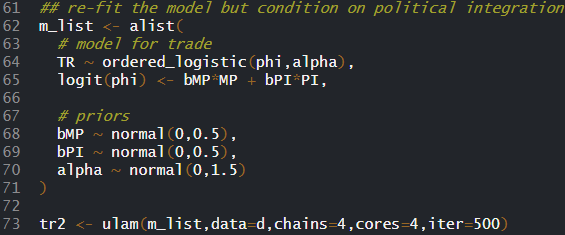 61 ## re-fit the model but condition on political integration
62 m_list <- alist(
63 # model for trade
64 TR ~ ordered_logistic(phi,alpha),
65 logit(phi) <- bMP*MP + bPI*PI,
66
67 # priors
68 bMP ~ normal(0,0.5),
69 bPI ~ normal(0,0.5),
70 alpha ~ normal(0,1.5)
71 )
72
73 tr2 <- ulam(m_list,data=d,chains=4,cores=4,iter=500)